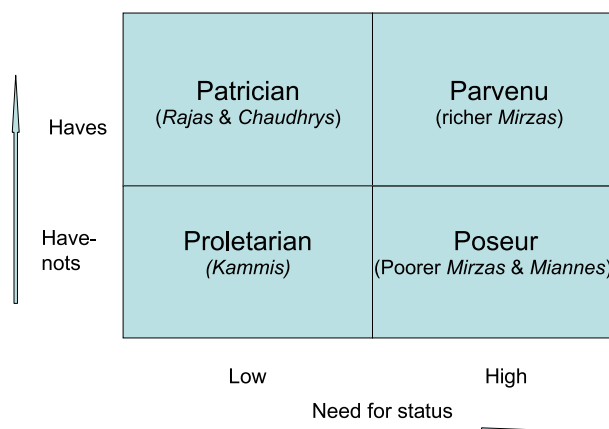 Patrician
(Rajas & Chaudhrys)
Parvenu
(richer Mirzas)
Haves
Proletarian
(Kammis)
Poseur
(Poorer Mirzas & Miannes)
Have-
nots
Low
High
Need for status